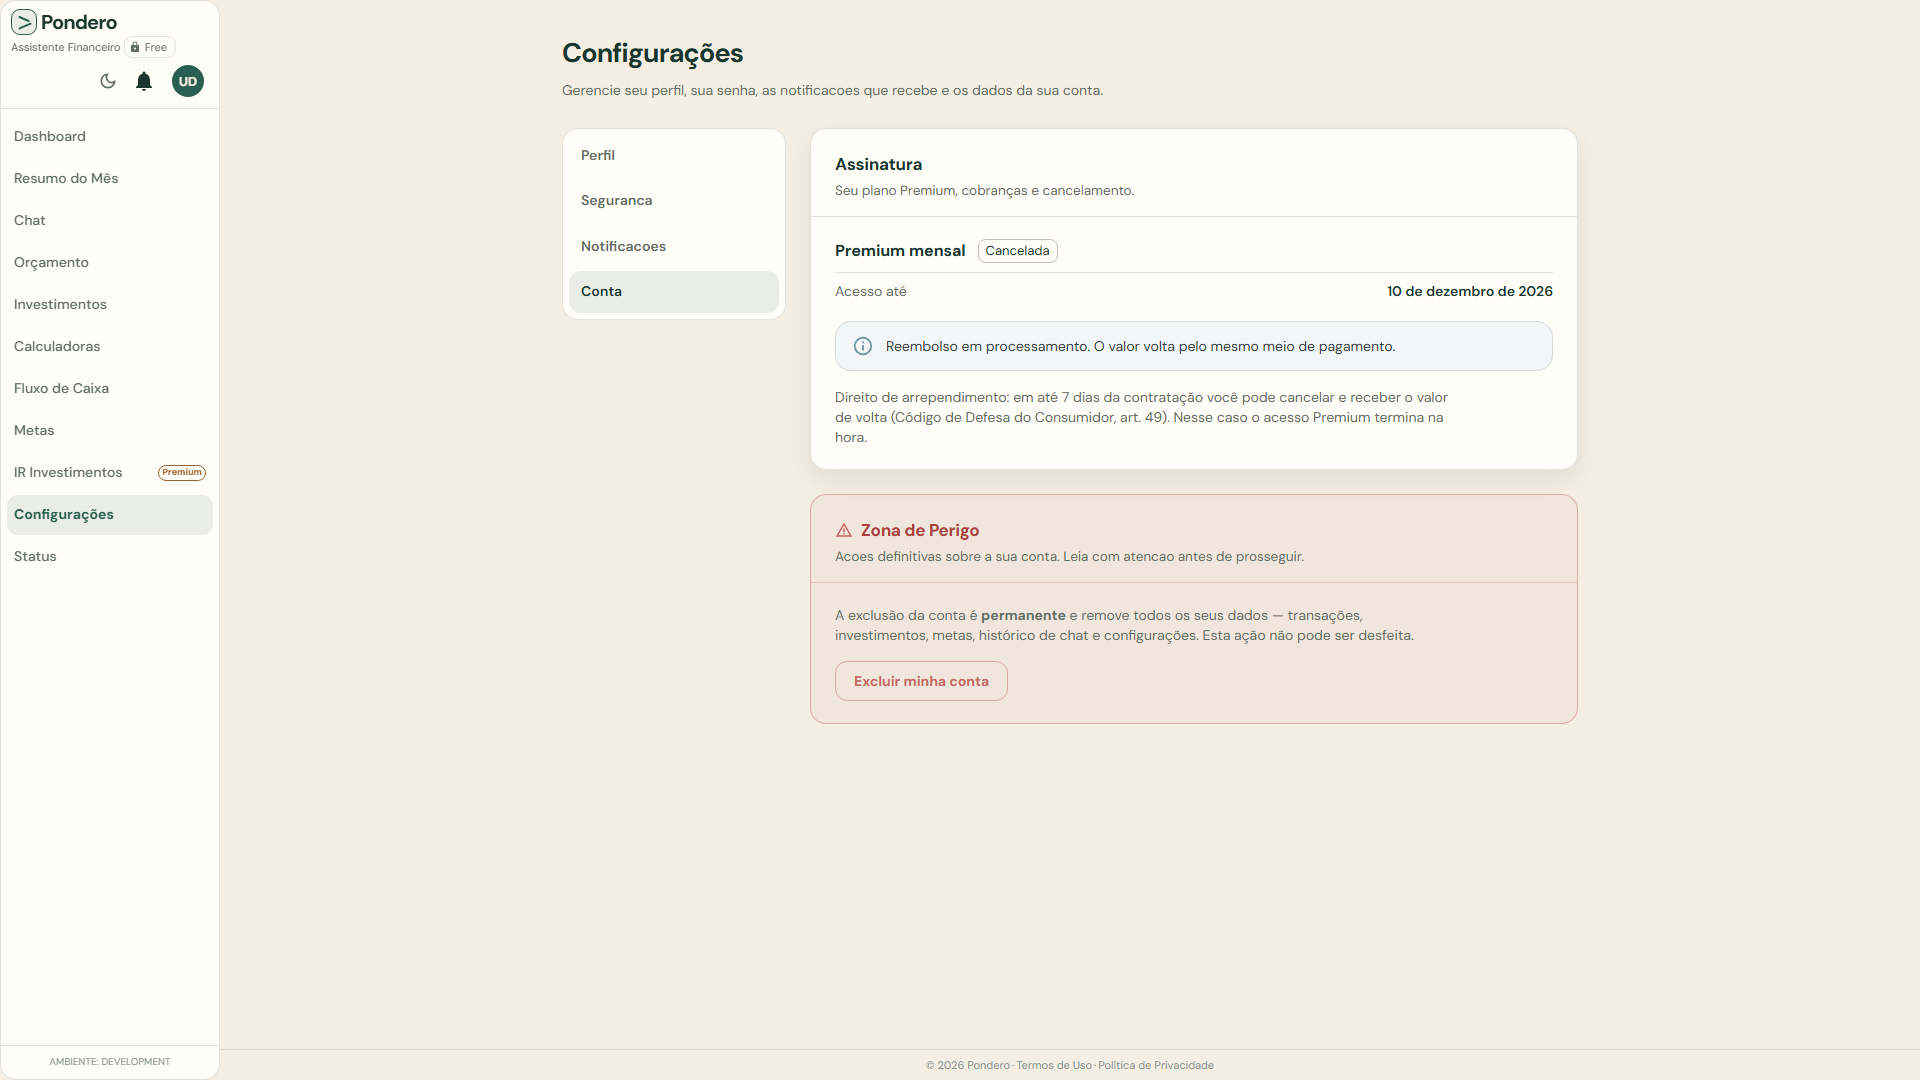 Pondero
Assistente Financeiro
Free
UD
Dashboard
Resumo do Mês
Chat
Orçamento
Investimentos
Calculadoras
Fluxo de Caixa
Metas
IR Investimentos
Premium
Configurações
Status
AMBIENTE: DEVELOPMENT
Configurações
Gerencie seu perfil, sua senha, as notificacoes que recebe e os dados da sua conta.
Perfil
Seguranca
Notificacoes
Conta
Assinatura
Seu plano Premium, cobranças e cancelamento.
Premium mensal
Cancelada
Acesso até
10 de dezembro de 2026
Reembolso em processamento. O valor volta pelo mesmo meio de pagamento.
Direito de arrependimento: em até 7 dias da contratação você pode cancelar e receber o valor
de volta (Código de Defesa do Consumidor, art. 49). Nesse caso o acesso Premium termina na
hora.
Zona de Perigo
Acoes definitivas sobre a sua conta. Leia com atencao antes de prosseguir.
A exclusão da conta é permanente e remove todos os seus dados — transações,
investimentos, metas, histórico de chat e configurações. Esta ação não pode ser desfeita.
Excluir minha conta
© 2026 Pondero · Termos de Uso · Política de Privacidade